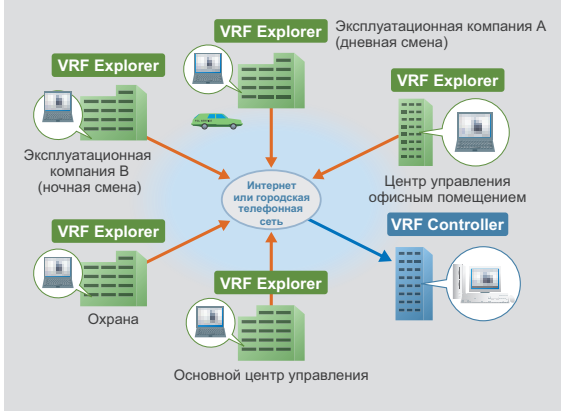 VRF Explorer
Эксплуатационная компания А
(дневная смена)
VRF Explorer
Эксплуатационная
компания В
(ночная смена)
VRF Explorer
Центр управления
офисным помещением
Интернет
или городская
телефонная
сеть
VRF Explorer
Охрана
VRF Controller
VRF Explorer
Основной центр управления